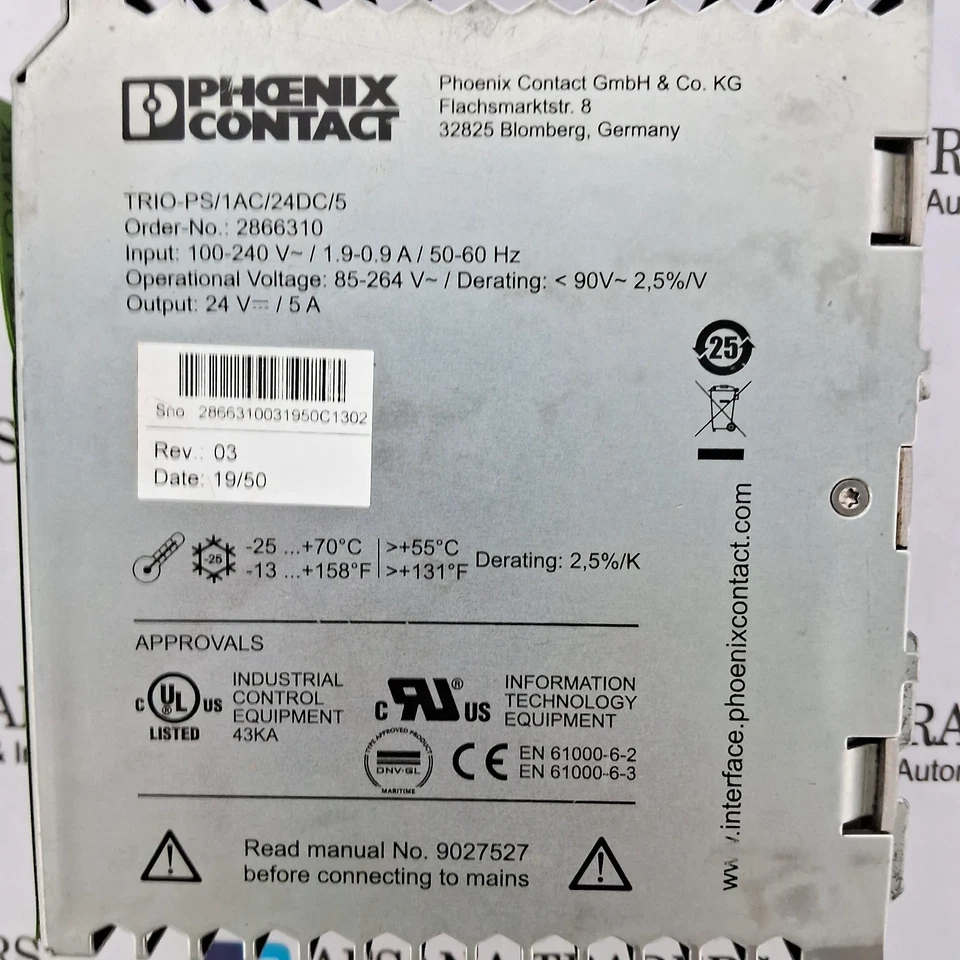 PHOENIX
CONTACT
Phoenix Contact GmbH & Co. KG
Flachsmarktstr. 8
32825 Blomberg, Germany
TRIO-PS/1AC/24DC/5
Order-No.: 2866310
Input: 100-240 V~ / 1.9-0.9 A / 50-60 Hz
Operational Voltage: 85-264 V~ / Derating: < 90V~ 2,5%/V
Output: 24 V⎓ / 5 A
Sno 2866310031950C1302
Rev.: 03
Date: 19/50
25
-25
-25 ...+70°C >+55°C
-13 ...+158°F >+131°F
Derating: 2,5%/K
www.interface.phoenixcontact.com
APPROVALS
C UL US
LISTED
INDUSTRIAL
CONTROL
EQUIPMENT
43KA
C RU US ®
INFORMATION
TECHNOLOGY
EQUIPMENT
TYPE APPROVED PRODUCT
DNV·GL
MARITIME
CE
EN 61000-6-2
EN 61000-6-3
Read manual No. 9027527
before connecting to mains